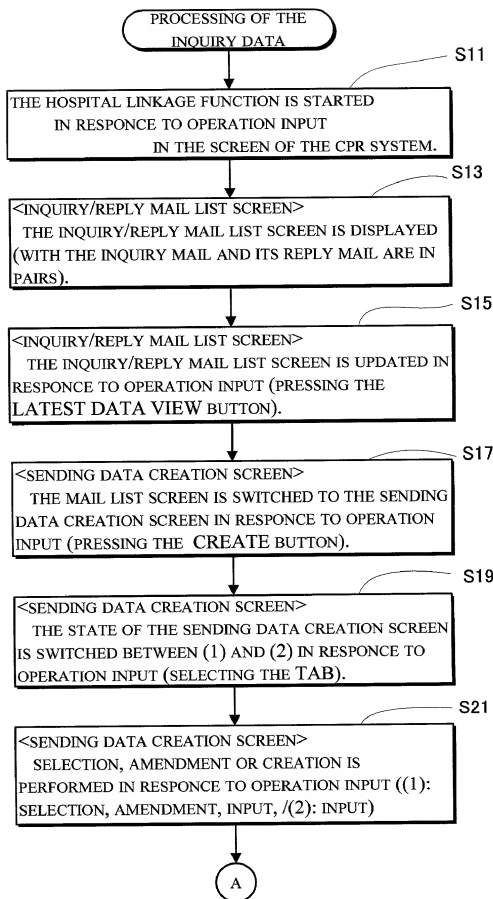 PROCESSING OF THE
INQUIRY DATA
S11
THE HOSPITAL LINKAGE FUNCTION IS STARTED
IN RESPONCE TO OPERATION INPUT
IN THE SCREEN OF THE CPR SYSTEM.
S13
<INQUIRY/REPLY MAIL LIST SCREEN>
THE INQUIRY/REPLY MAIL LIST SCREEN IS DISPLAYED
(WITH THE INQUIRY MAIL AND ITS REPLY MAIL ARE IN
PAIRS).
S15
<INQUIRY/REPLY MAIL LIST SCREEN>
THE INQUIRY/REPLY MAIL LIST SCREEN IS UPDATED IN
RESPONCE TO OPERATION INPUT (PRESSING THE
LATEST DATA VIEW BUTTON).
S17
<SENDING DATA CREATION SCREEN>
THE MAIL LIST SCREEN IS SWITCHED TO THE SENDING
DATA CREATION SCREEN IN RESPONCE TO OPERATION
INPUT (PRESSING THE CREATE BUTTON).
S19
<SENDING DATA CREATION SCREEN>
THE STATE OF THE SENDING DATA CREATION SCREEN
IS SWITCHED BETWEEN (1) AND (2) IN RESPONCE TO
OPERATION INPUT (SELECTING THE TAB).
S21
<SENDING DATA CREATION SCREEN>
SELECTION, AMENDMENT OR CREATION IS
PERFORMED IN RESPONCE TO OPERATION INPUT ((1):
SELECTION, AMENDMENT, INPUT, /(2): INPUT)
A